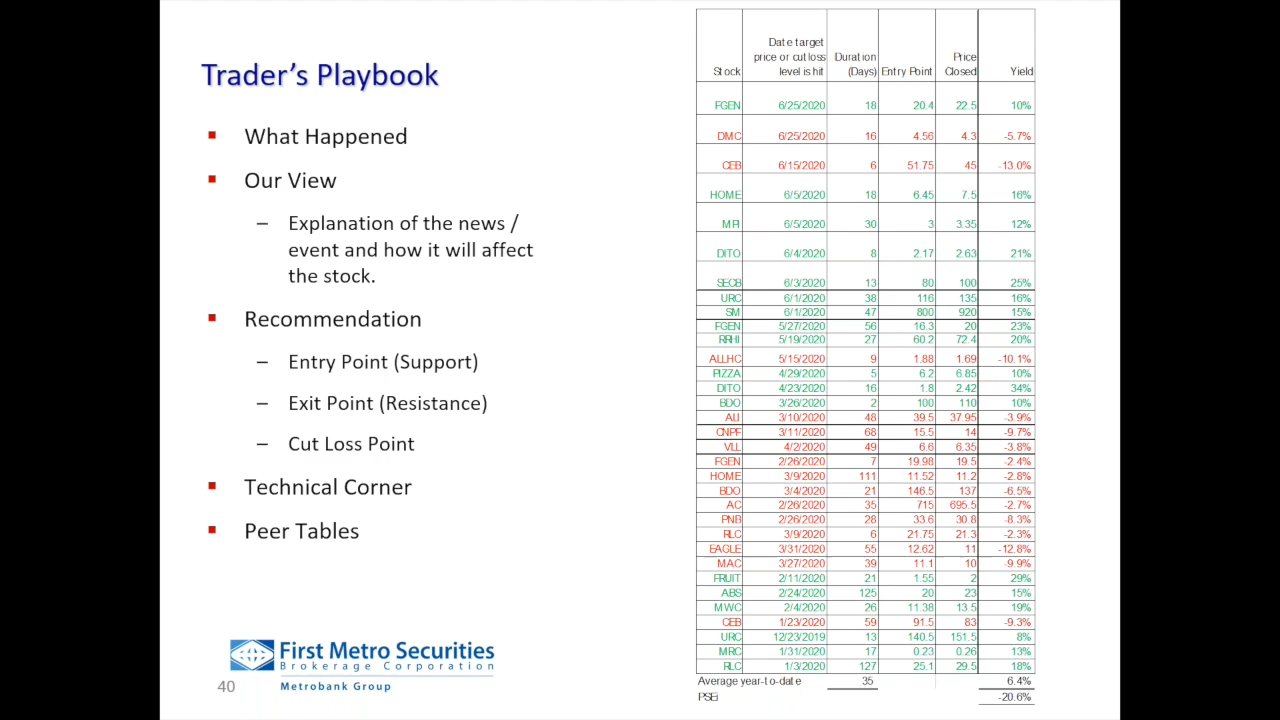 Trader's Playbook
▪ What Happened
▪ Our View
– Explanation of the news /
event and how it will affect
the stock.
▪ Recommendation
– Entry Point (Support)
– Exit Point (Resistance)
– Cut Loss Point
▪ Technical Corner
▪ Peer Tables
First Metro Securities
Brokerage Corporation
Metrobank Group
40
Date target
price or cut loss Duration Price
Stock level is hit (Days) Entry Point Closed Yield
FGEN 6/25/2020 18 20.4 22.5 10%
DMC 6/25/2020 16 4.56 4.3 -5.7%
CEB 6/15/2020 6 51.75 45 -13.0%
HOME 6/5/2020 18 6.45 7.5 16%
MFI 6/5/2020 30 3 3.35 12%
DITO 6/4/2020 8 2.17 2.63 21%
SECB 6/3/2020 13 80 100 25%
URC 6/1/2020 38 116 135 16%
SM 6/1/2020 47 800 920 15%
FGEN 5/27/2020 56 16.3 20 23%
RRHI 5/19/2020 27 60.2 72.4 20%
ALLHC 5/15/2020 9 1.88 1.69 -10.1%
PIZZA 4/29/2020 5 6.2 6.85 10%
DITO 4/23/2020 16 1.8 2.42 34%
BDO 3/26/2020 2 100 110 10%
ALI 3/10/2020 48 39.5 37.95 -3.9%
CNPF 3/11/2020 68 15.5 14 -9.7%
VLL 4/2/2020 49 6.6 6.35 -3.8%
FGEN 2/26/2020 7 19.98 19.5 -2.4%
HOME 3/9/2020 111 11.52 11.2 -2.8%
BDO 3/4/2020 21 146.5 137 -6.5%
AC 2/26/2020 35 715 695.5 -2.7%
PNB 2/26/2020 28 33.6 30.8 -8.3%
RLC 3/9/2020 6 21.75 21.3 -2.3%
EAGLE 3/31/2020 55 12.62 11 -12.8%
MAC 3/27/2020 39 11.1 10 -9.9%
FRUIT 2/11/2020 21 1.55 2 29%
ABS 2/24/2020 125 20 23 15%
MWC 2/4/2020 26 11.38 13.5 19%
CEB 1/23/2020 59 91.5 83 -9.3%
URC 12/23/2019 13 140.5 151.5 8%
MRC 1/31/2020 17 0.23 0.26 13%
RLC 1/3/2020 127 25.1 29.5 18%
Average year-to-date 35 6.4%
PSEi -20.6%